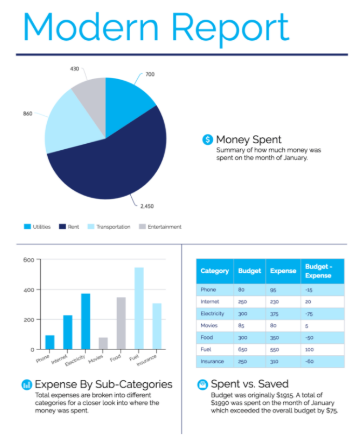 Modern Report
430
700
860
2,450
$ Money Spent
Summary of how much money was
spent on the month of January.
Utilities Rent Transportation Entertainment
600
400
200
0
Phone Internet Electricity Movies Food Fuel Insurance
Expense By Sub-Categories
Total expenses are broken into different
categories for a closer look into where the
money was spent.
Category Budget Expense Budget - Expense
Phone 80 95 -15
Internet 250 230 20
Electricity 300 375 -75
Movies 85 80 5
Food 300 350 -50
Fuel 650 550 100
Insurance 250 310 -60
Spent vs. Saved
Budget was originally $1915. A total of
$1990 was spent on the month of January
which exceeded the overall budget by $75.